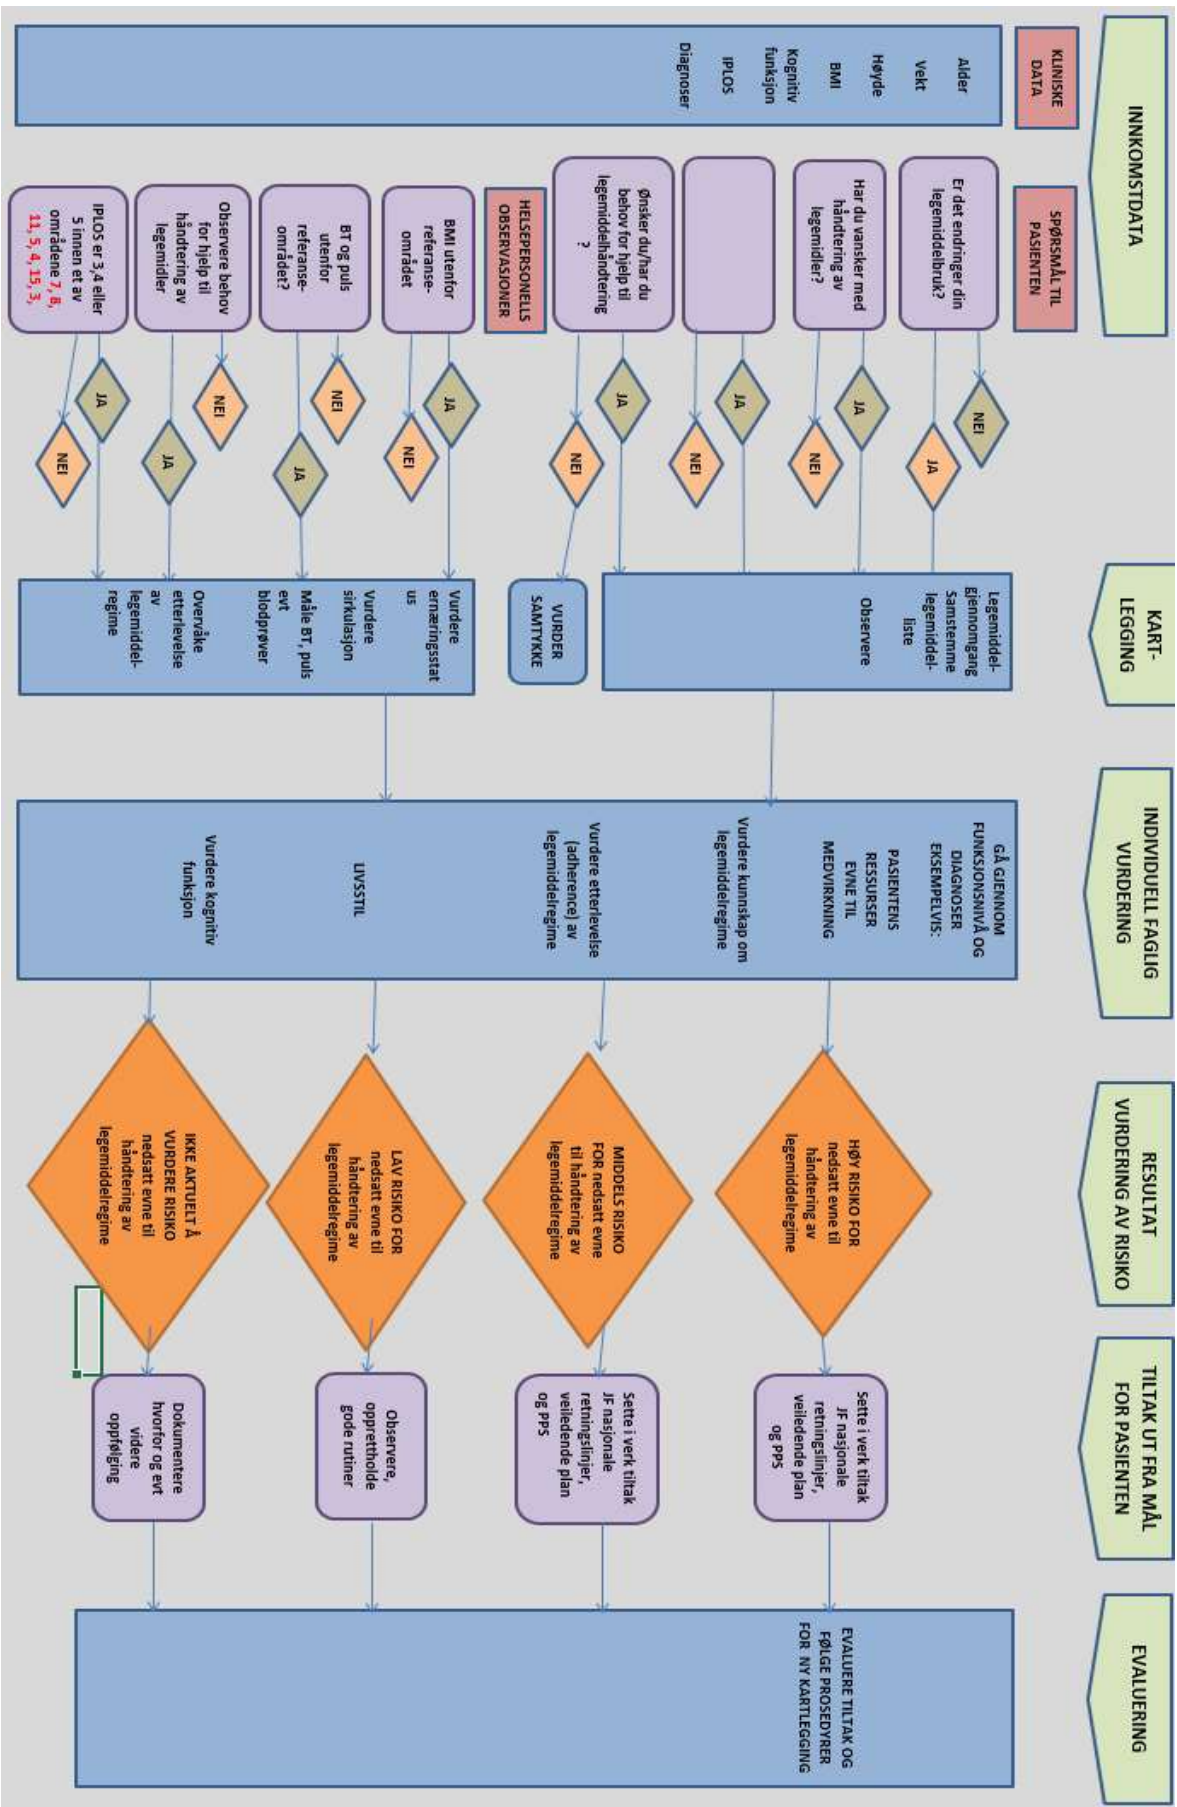 INNKOMSTDATA
KART-
LEGGING
INDIVIDUELL FAGLIG
VURDERING
RESULTAT
VURDERING AV RISIKO
TILTAK UT FRA MÅL
FOR PASIENTEN
EVALUERING
KLINISKE
DATA
Alder
Vekt
Høyde
BMI
Kognitiv
funksjon
IPLOS
Diagnoser
SPØRSMÅL TIL
PASIENTEN
Er det endringer din
legemiddelbruk?
NEI
JA
Har du vansker med
håndtering av
legemidler?
JA
NEI
JA
NEI
Ønsker du/har du
behov for hjelp til
legemiddelhåndtering
?
JA
NEI
HELSEPERSONELLS
OBSERVASJONER
BMI utenfor
referanse-
området
JA
NEI
BT og puls
utenfor
referanse-
området?
NEI
JA
Observere behov
for hjelp til
håndtering av
legemidler
NEI
JA
IPLOS er 3,4 eller
5 innen et av
områdene 7, 8,
11, 5, 4, 15, 3,
JA
NEI
Legemiddel-
gjennomgang
Samstemme
legemiddel-
liste
Observere
VURDER
SAMTYKKE
Vurdere
ernæringsstat
us
Vurdere
sirkulasjon
Måle BT, puls
evt
blodprøver
Overvåke
etterlevelse
av
legemiddel-
regime
GÅ GJENNOM
FUNKSJONSNIVÅ OG
DIAGNOSER
EKSEMPELVIS:
PASIENTENS
RESSURSER
EVNE TIL
MEDVIRKNING
Vurdere kunnskap om
legemiddelregime
Vurdere etterlevelse
(adherence) av
legemiddelregime
LIVSSTIL
Vurdere kognitiv
funksjon
HØY RISIKO FOR
nedsatt evne til
håndtering av
legemiddelregime
MIDDELS RISIKO
FOR nedsatt evne
til håndtering av
legemiddelregime
LAV RISIKO FOR
nedsatt evne til
håndtering av
legemiddelregime
IKKE AKTUELT Å
VURDERE RISIKO
nedsatt evne til
håndtering av
legemiddelregime
Sette i verk tiltak
JF nasjonale
retningslinjer,
veiledende plan
og PPS
Sette i verk tiltak
JF nasjonale
retningslinjer,
veiledende plan
og PPS
Observere,
opprettholde
gode rutiner
Dokumentere
hvorfor og evt
videre
oppfølging
EVALUERE TILTAK OG
FØLGE PROSEDYRER
FOR NY KARTLEGGING